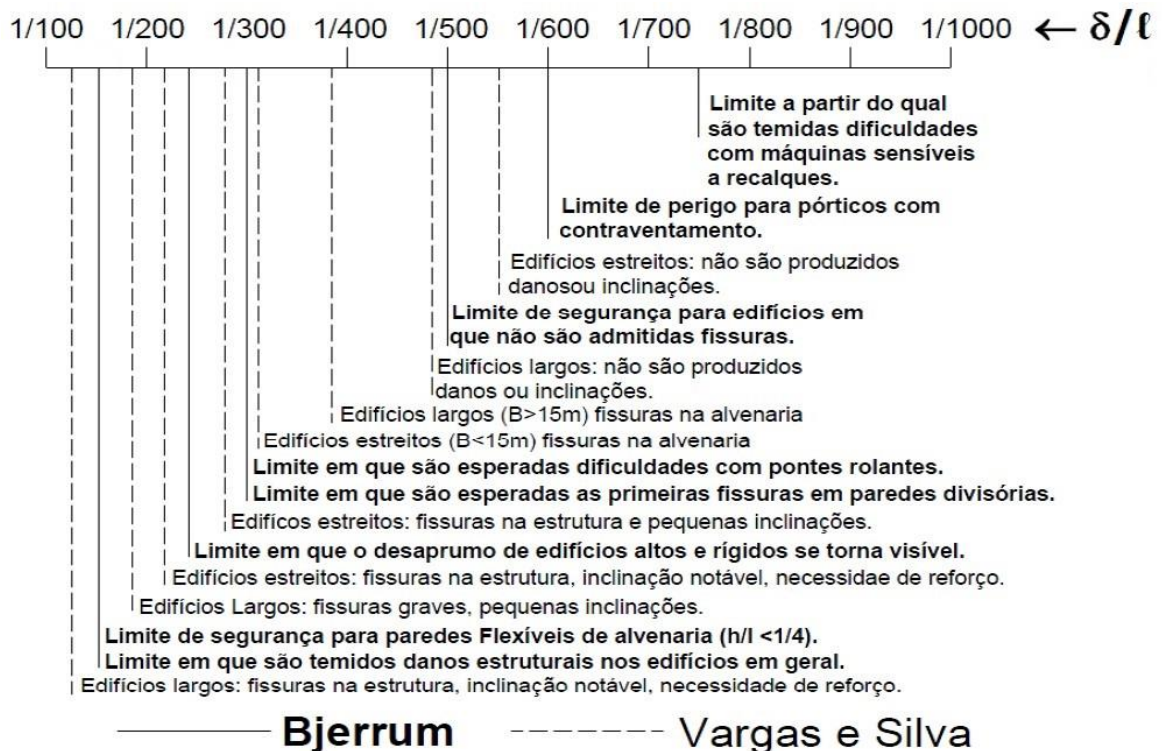 1/100 1/200 1/300 1/400 1/500 1/600 1/700 1/800 1/900 1/1000 ← δ/ℓ
Limite a partir do qual
são temidas dificuldades
com máquinas sensíveis
a recalques.
Limite de perigo para pórticos com
contraventamento.
Edifícios estreitos: não são produzidos
danosou inclinações.
Limite de segurança para edifícios em
que não são admitidas fissuras.
Edifícios largos: não são produzidos
danos ou inclinações.
Edifícios largos (B>15m) fissuras na alvenaria
Edifícios estreitos (B<15m) fissuras na alvenaria
Limite em que são esperadas dificuldades com pontes rolantes.
Limite em que são esperadas as primeiras fissuras em paredes divisórias.
Edifícos estreitos: fissuras na estrutura e pequenas inclinações.
Limite em que o desaprumo de edifícios altos e rígidos se torna visível.
Edifícios estreitos: fissuras na estrutura, inclinação notável, necessidae de reforço.
Edifícios Largos: fissuras graves, pequenas inclinações.
Limite de segurança para paredes Flexíveis de alvenaria (h/l <1/4).
Limite em que são temidos danos estruturais nos edifícios em geral.
Edifícios largos: fissuras na estrutura, inclinação notável, necessidade de reforço.
Bjerrum Vargas e Silva